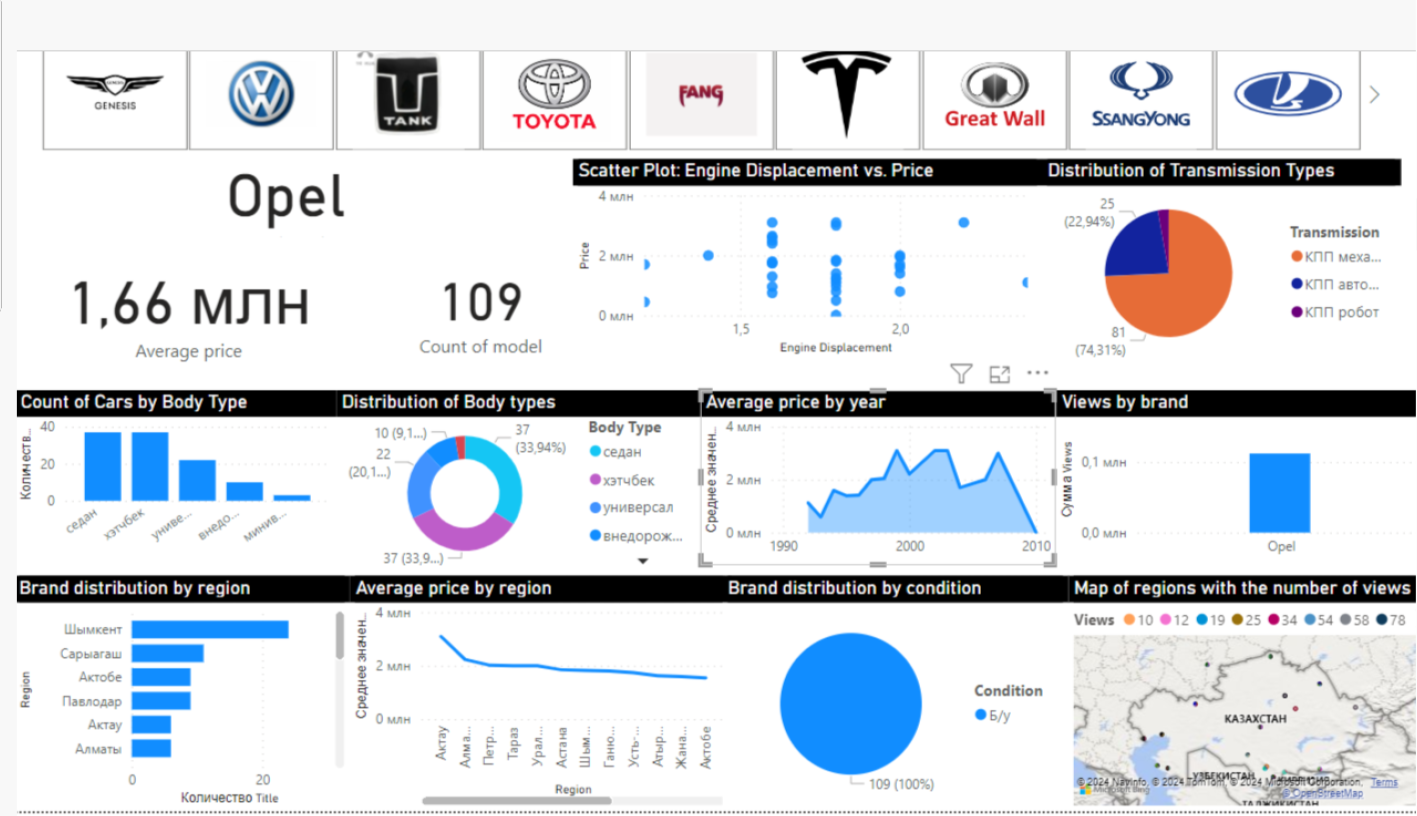 GENESIS
TANK
TOYOTA
FANG
Great Wall
SSANGYONG
Opel
1,66 млн
Average price
109
Count of model
Scatter Plot: Engine Displacement vs. Price
4 млн
2 млн
0 млн
Price
1,5
2,0
Engine Displacement
Distribution of Transmission Types
25
(22,94%)
81
(74,31%)
Transmission
КПП меха...
КПП авто...
КПП робот
Count of Cars by Body Type
Количеств...
40
20
0
седан
хэтчбек
униве...
внедо...
минив...
Distribution of Body types
10 (9,1...)
22
(20,1...)
37
(33,94%)
37 (33,9...)
Body Type
седан
хэтчбек
универсал
внедорож...
Average price by year
Среднее значен...
4 млн
2 млн
0 млн
1990
2000
2010
Views by brand
Сумма Views
0,1 млн
0,0 млн
Opel
Brand distribution by region
Region
Шымкент
Сарыагаш
Актобе
Павлодар
Актау
Алматы
0
20
Количество Title
Average price by region
Среднее значен...
4 млн
2 млн
0 млн
Актау
Алма...
Петр...
Тараз
Урал...
Астана
Шым...
Ганю...
Усть-...
Атыр...
Жана...
Актобе
Region
Brand distribution by condition
109 (100%)
Condition
Б/у
Map of regions with the number of views
Views 10 12 19 25 34 54 58 78
КАЗАХСТАН
УЗБЕКИСТАН
© 2024 NavInfo, © 2024 TomTom, © 2024 Microsoft Corporation, Terms
Microsoft Bing
© OpenStreetMap
ТАДЖИКИСТАН